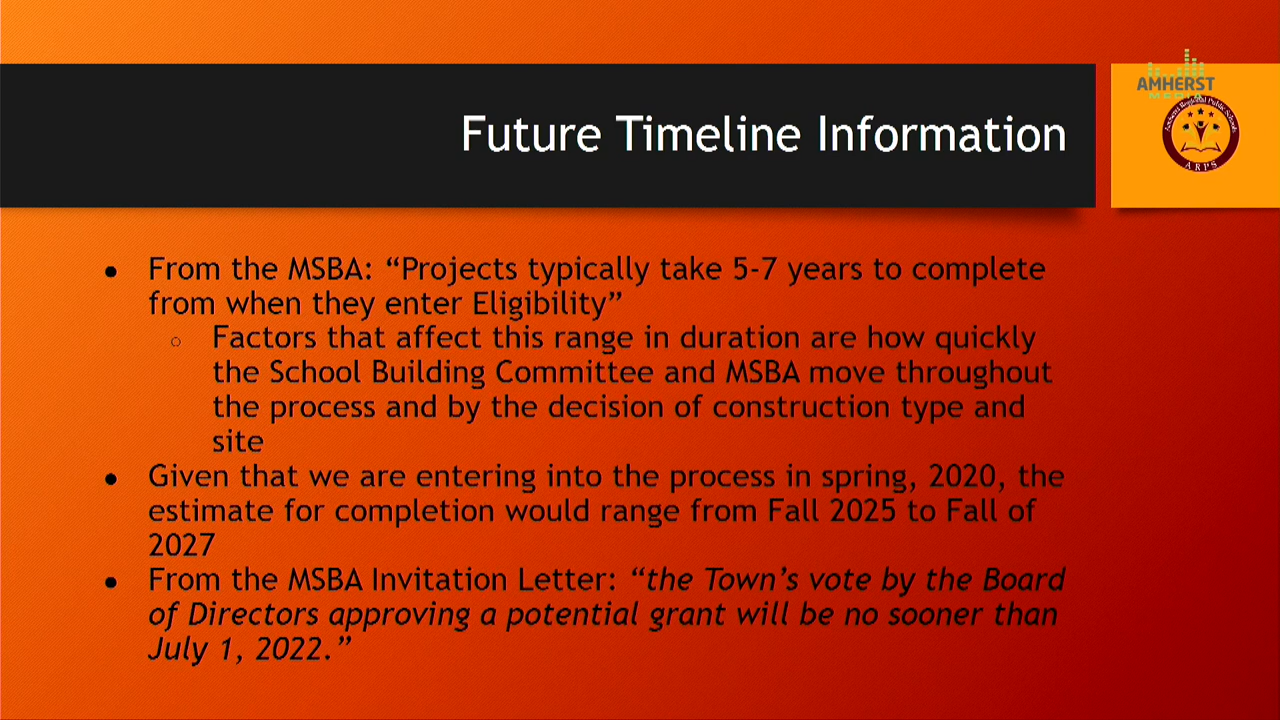 AMHERST
MEDIA
Future Timeline Information
Amherst Regional Public Schools
ARPS
● From the MSBA: “Projects typically take 5-7 years to complete
from when they enter Eligibility”
○ Factors that affect this range in duration are how quickly
the School Building Committee and MSBA move throughout
the process and by the decision of construction type and
site
● Given that we are entering into the process in spring, 2020, the
estimate for completion would range from Fall 2025 to Fall of
2027
● From the MSBA Invitation Letter: “the Town’s vote by the Board
of Directors approving a potential grant will be no sooner than
July 1, 2022.”